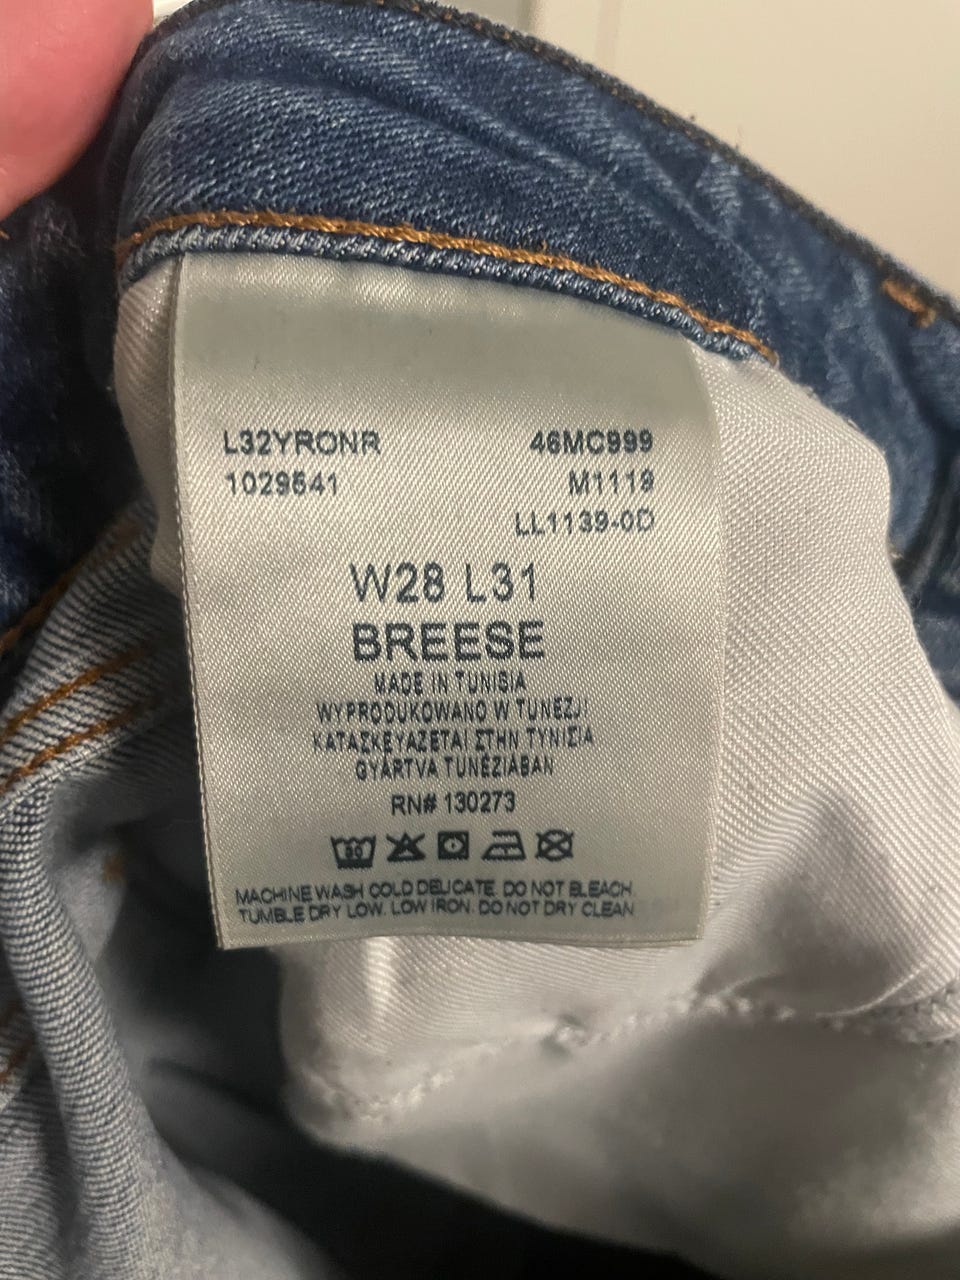 L32YRONR 46MC999
1029541 M1119
LL1139-0D
W28 L31
BREESE
MADE IN TUNISIA
WYPRODUKOWANO W TUNEZJI
ΚΑΤΑΣΚΕΥΑΖΕΤΑΙ ΣΤΗΝ ΤΥΝΙΣΙΑ
GYÁRTVA TUNÉZIÁBAN
RN# 130273
MACHINE WASH COLD DELICATE. DO NOT BLEACH.
TUMBLE DRY LOW. LOW IRON. DO NOT DRY CLEAN